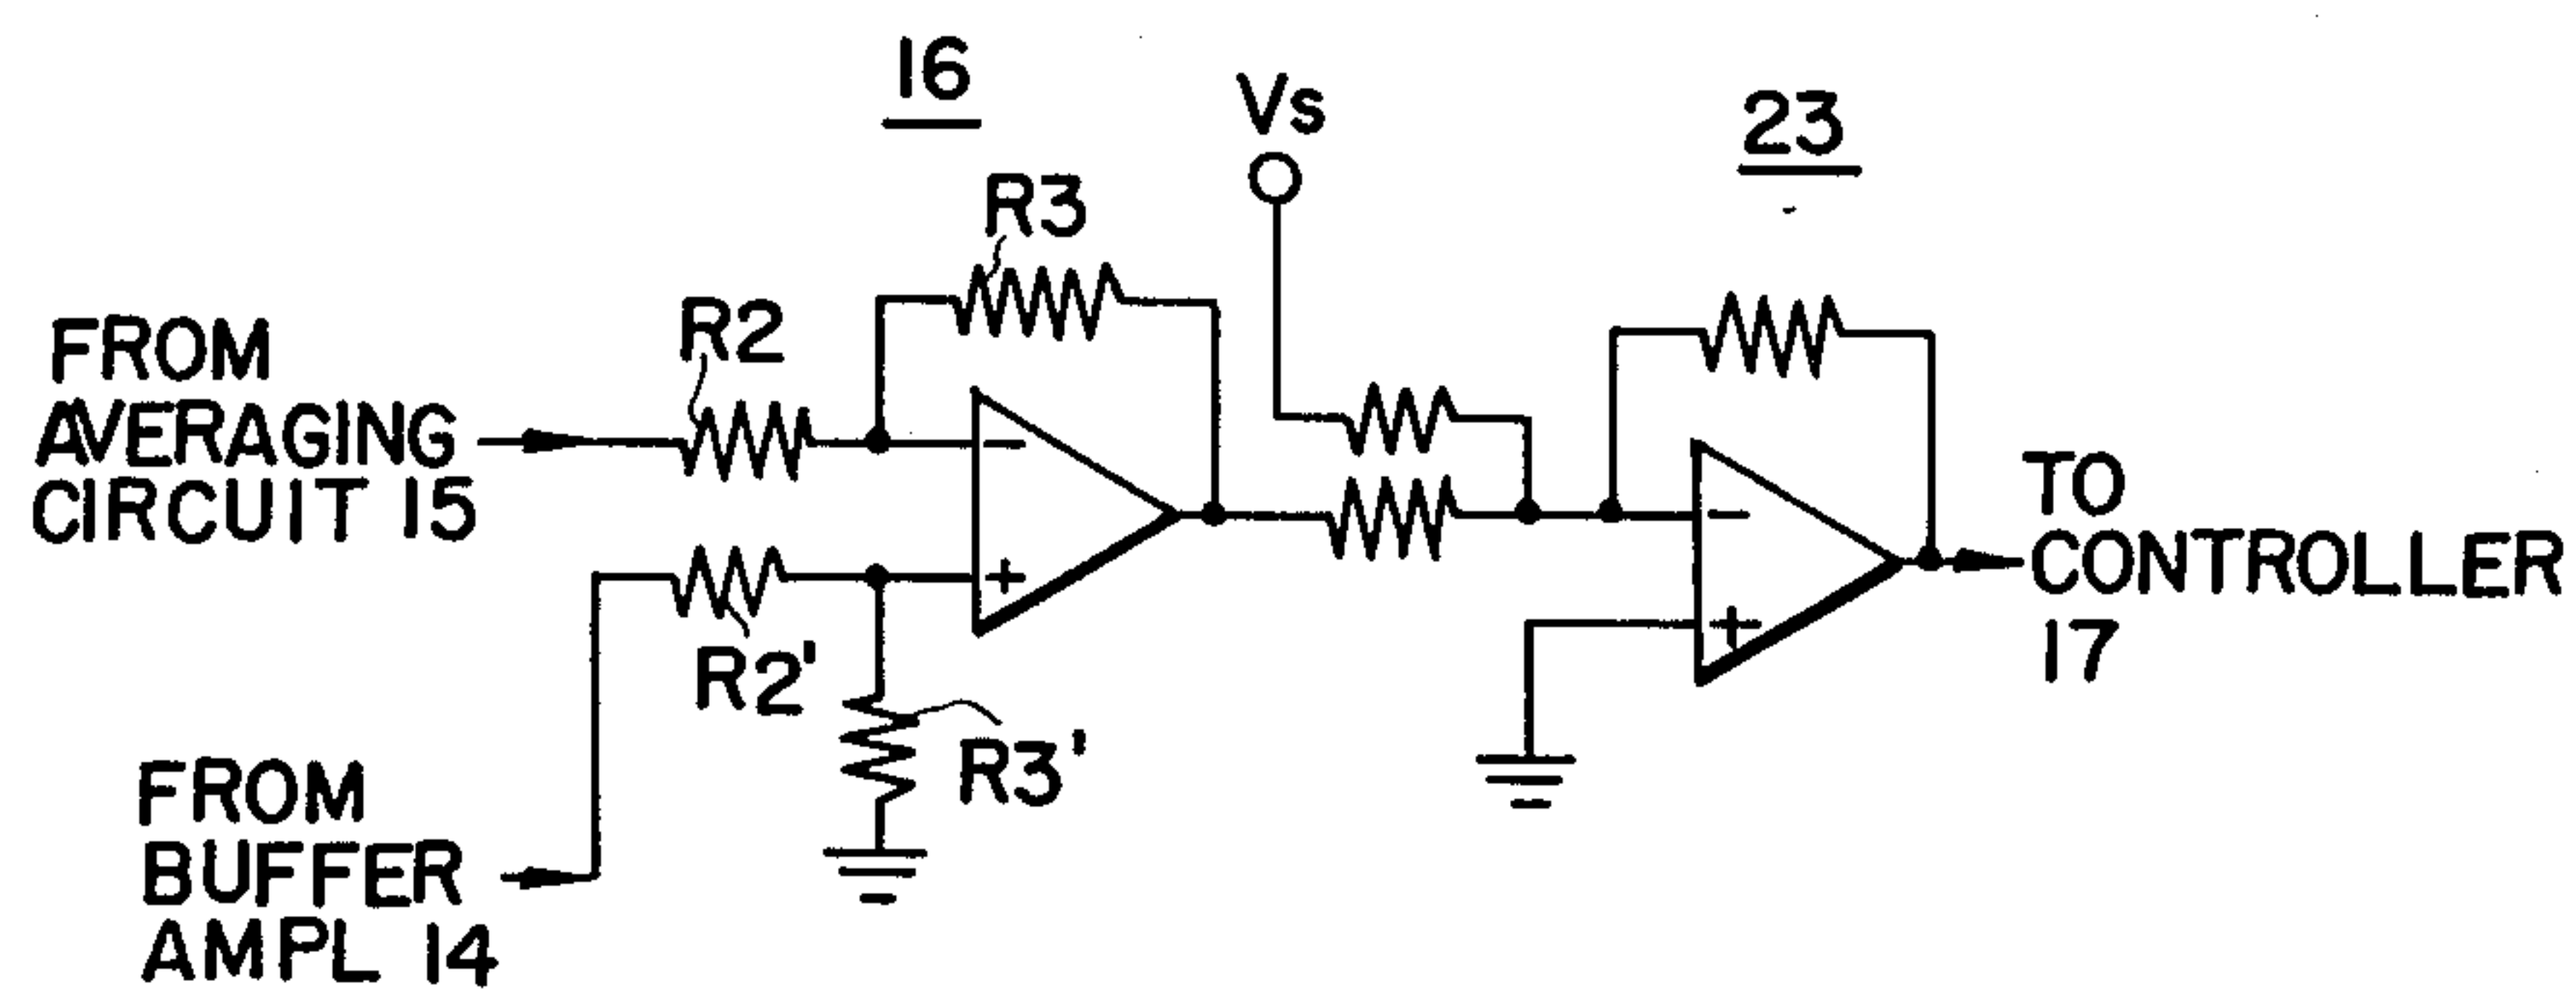 16
Vs
23
R3
R2
FROM
AVERAGING
CIRCUIT 15
-
+
R2'
R3'
FROM
BUFFER
AMPL 14
-
+
TO
CONTROLLER
17